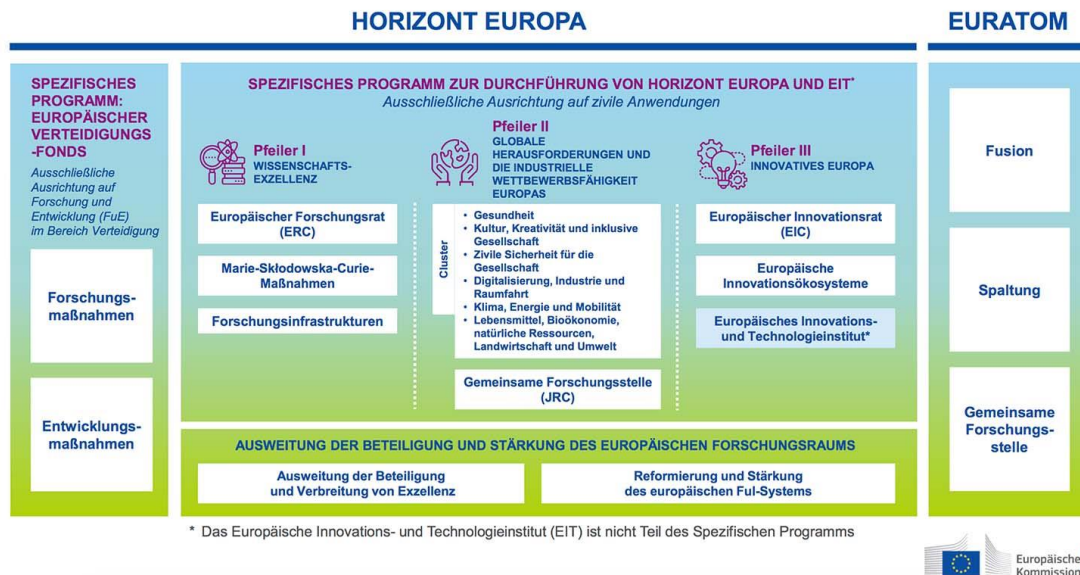 HORIZONT EUROPA
EURATOM
SPEZIFISCHES
PROGRAMM:
EUROPÄISCHER
VERTEIDIGUNGS
-FONDS
Ausschließliche
Ausrichtung auf
Forschung und
Entwicklung (FuE)
im Bereich Verteidigung
Forschungs-
maßnahmen
Entwicklungs-
maßnahmen
SPEZIFISCHES PROGRAMM ZUR DURCHFÜHRUNG VON HORIZONT EUROPA UND EIT*
Ausschließliche Ausrichtung auf zivile Anwendungen
Pfeiler I
WISSENSCHAFTS-
EXZELLENZ
Europäischer Forschungsrat
(ERC)
Marie-Skłodowska-Curie-
Maßnahmen
Forschungsinfrastrukturen
Pfeiler II
GLOBALE
HERAUSFORDERUNGEN UND
DIE INDUSTRIELLE
WETTBEWERBSFÄHIGKEIT
EUROPAS
Cluster
• Gesundheit
• Kultur, Kreativität und inklusive
Gesellschaft
• Zivile Sicherheit für die
Gesellschaft
• Digitalisierung, Industrie und
Raumfahrt
• Klima, Energie und Mobilität
• Lebensmittel, Bioökonomie,
natürliche Ressourcen,
Landwirtschaft und Umwelt
Gemeinsame Forschungsstelle
(JRC)
Pfeiler III
INNOVATIVES EUROPA
Europäischer Innovationsrat
(EIC)
Europäische
Innovationsökosysteme
Europäisches Innovations-
und Technologieinstitut*
AUSWEITUNG DER BETEILIGUNG UND STÄRKUNG DES EUROPÄISCHEN FORSCHUNGSRAUMS
Ausweitung der Beteiligung
und Verbreitung von Exzellenz
Reformierung und Stärkung
des europäischen FuI-Systems
Fusion
Spaltung
Gemeinsame
Forschungs-
stelle
* Das Europäische Innovations- und Technologieinstitut (EIT) ist nicht Teil des Spezifischen Programms
Europäische
Kommission